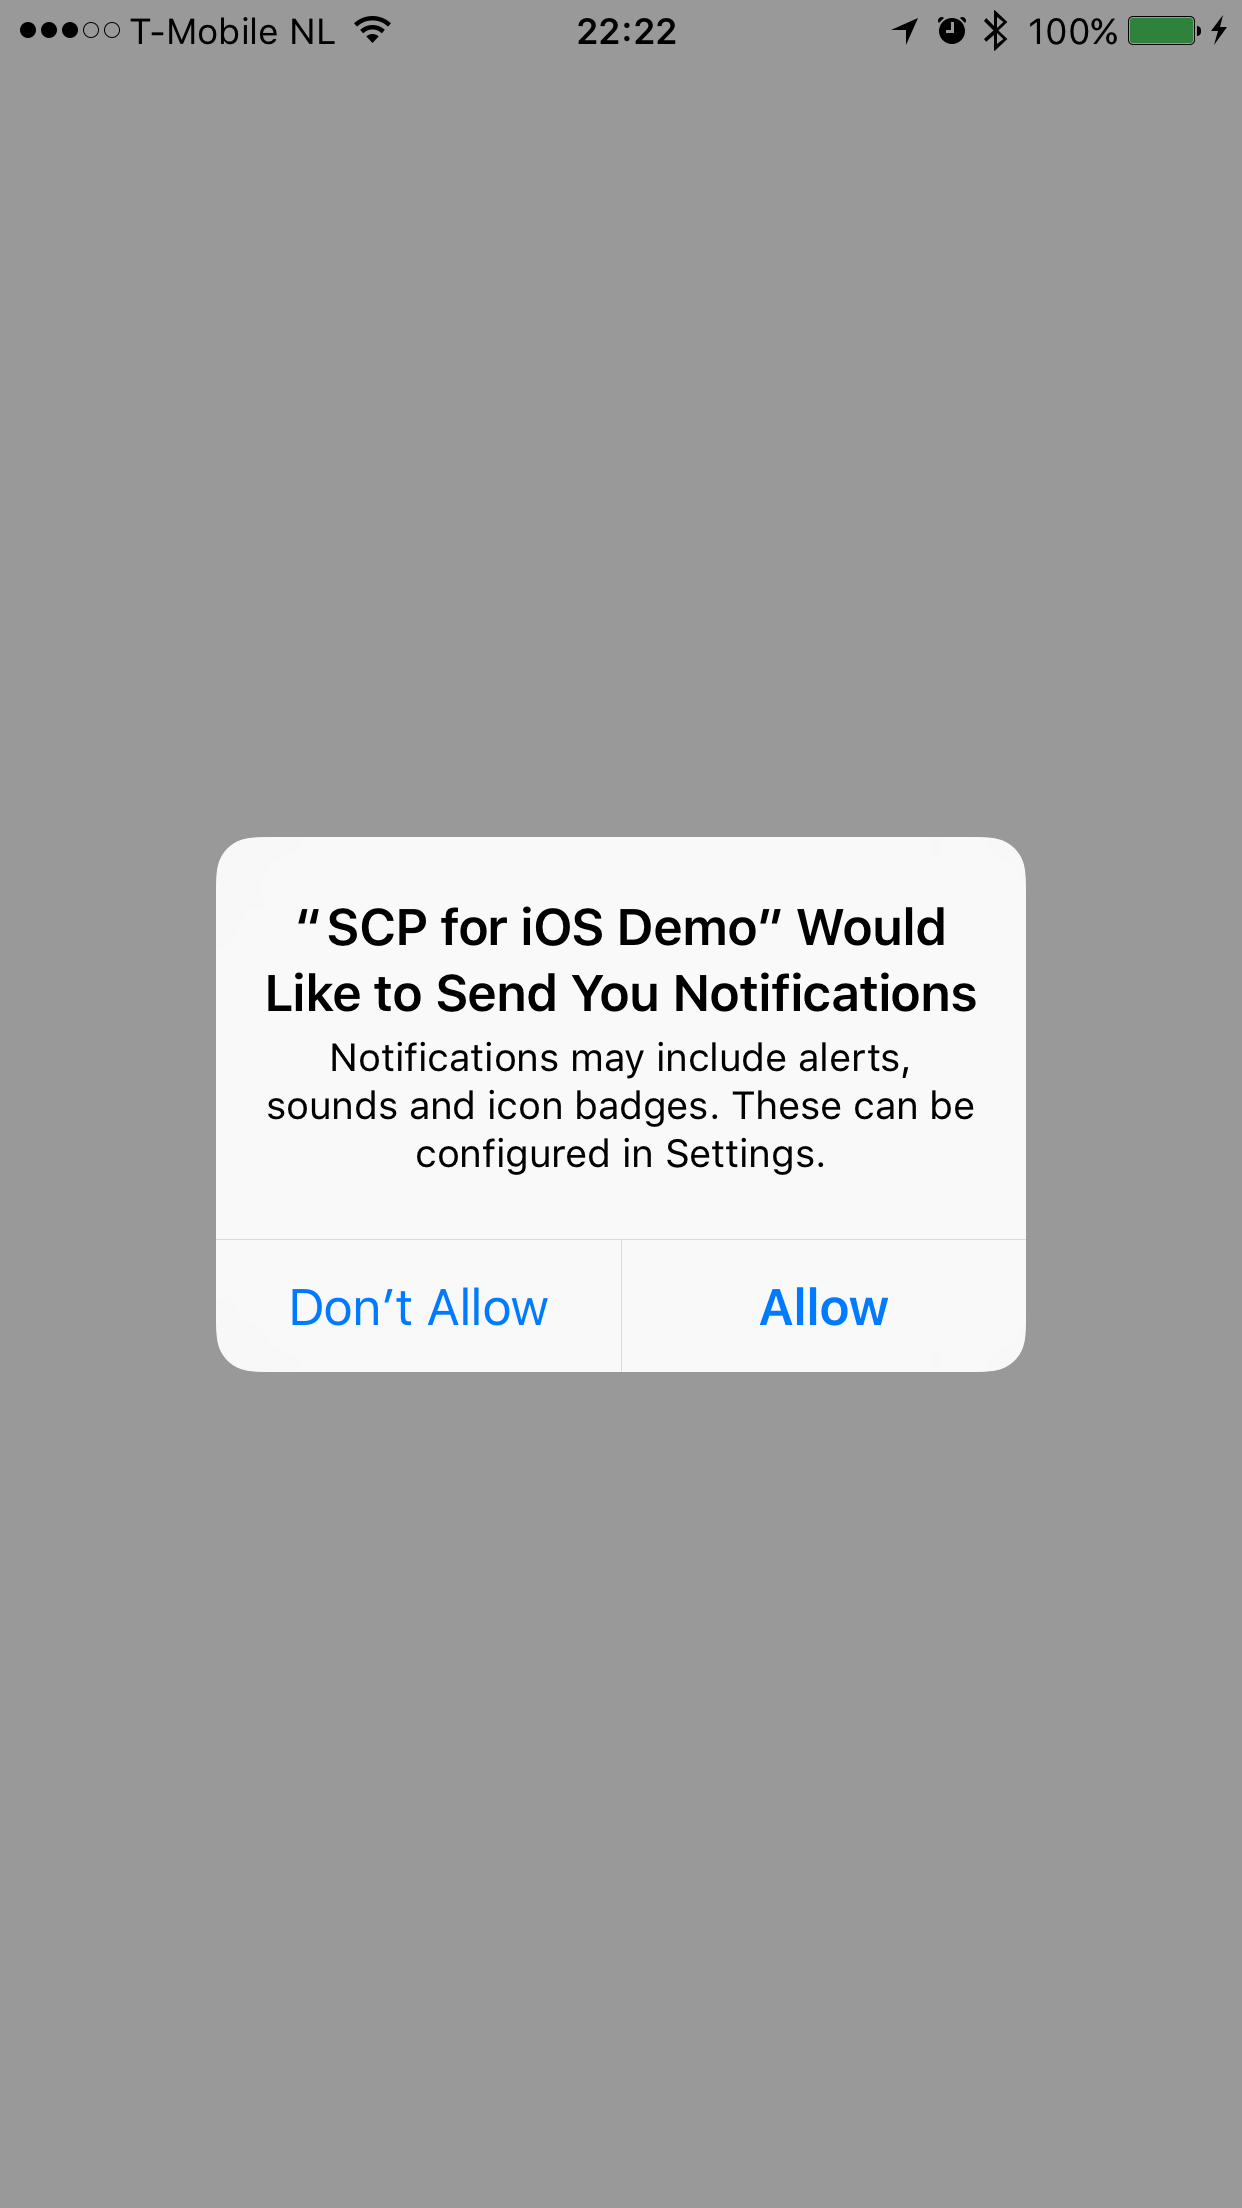 T-Mobile NL 22:22 100%
“SCP for iOS Demo” Would
Like to Send You Notifications
Notifications may include alerts,
sounds and icon badges. These can be
configured in Settings.
Don’t Allow Allow